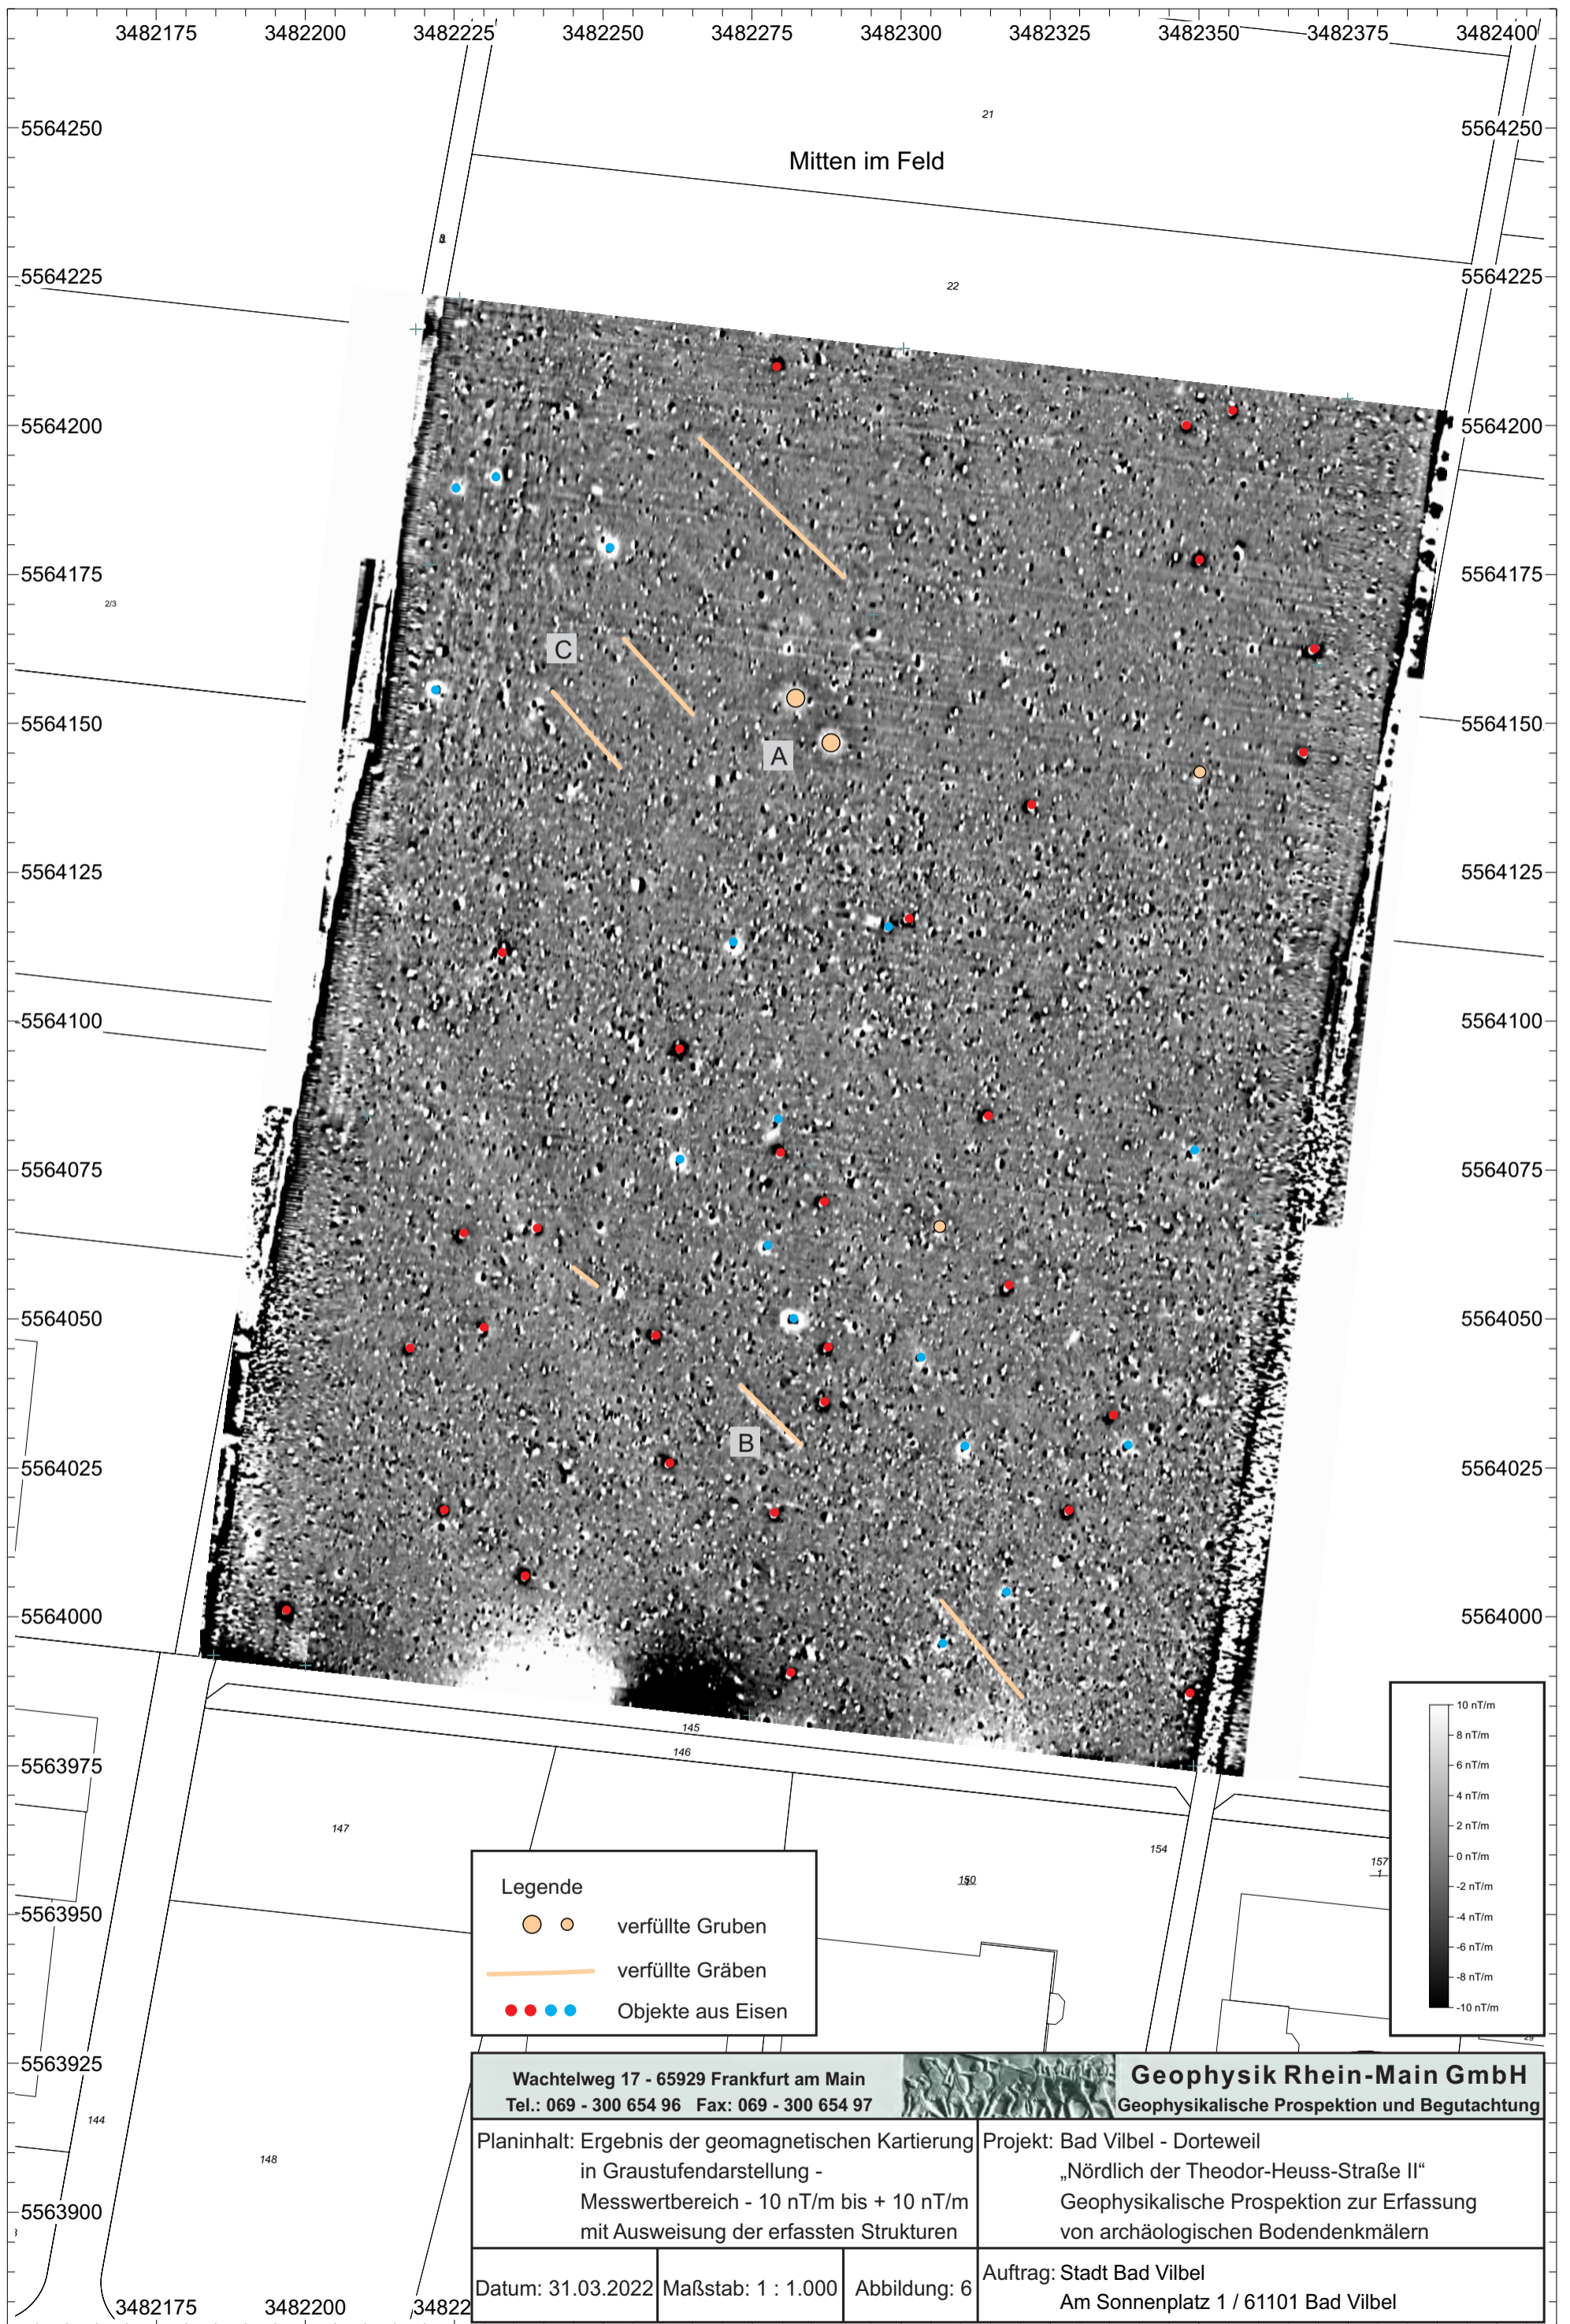 3482175 3482200 3482225 3482250 3482275 3482300 3482325 3482350 3482375 3482400
21
5564250 5564250
Mitten im Feld
5564225 5564225
22
5564200 5564200
5564175 5564175
2/3
C
5564150 5564150
A
5564125 5564125
5564100 5564100
5564075 5564075
5564050 5564050
B
5564025 5564025
5564000 5564000
145
146
5563975
10 nT/m
8 nT/m
6 nT/m
4 nT/m
2 nT/m
0 nT/m
-2 nT/m
-4 nT/m
-6 nT/m
-8 nT/m
-10 nT/m
147
154
157
1
150
5563950
Legende
verfüllte Gruben
verfüllte Gräben
Objekte aus Eisen
29
5563925
144
148
5563900
3482175 3482200 34822
Wachtelweg 17 - 65929 Frankfurt am Main
Tel.: 069 - 300 654 96 Fax: 069 - 300 654 97
Geophysik Rhein-Main GmbH
Geophysikalische Prospektion und Begutachtung
Planinhalt: Ergebnis der geomagnetischen Kartierung
in Graustufendarstellung -
Messwertbereich - 10 nT/m bis + 10 nT/m
mit Ausweisung der erfassten Strukturen
Projekt: Bad Vilbel - Dorteweil
„Nördlich der Theodor-Heuss-Straße II“
Geophysikalische Prospektion zur Erfassung
von archäologischen Bodendenkmälern
Datum: 31.03.2022
Maßstab: 1 : 1.000
Abbildung: 6
Auftrag: Stadt Bad Vilbel
Am Sonnenplatz 1 / 61101 Bad Vilbel